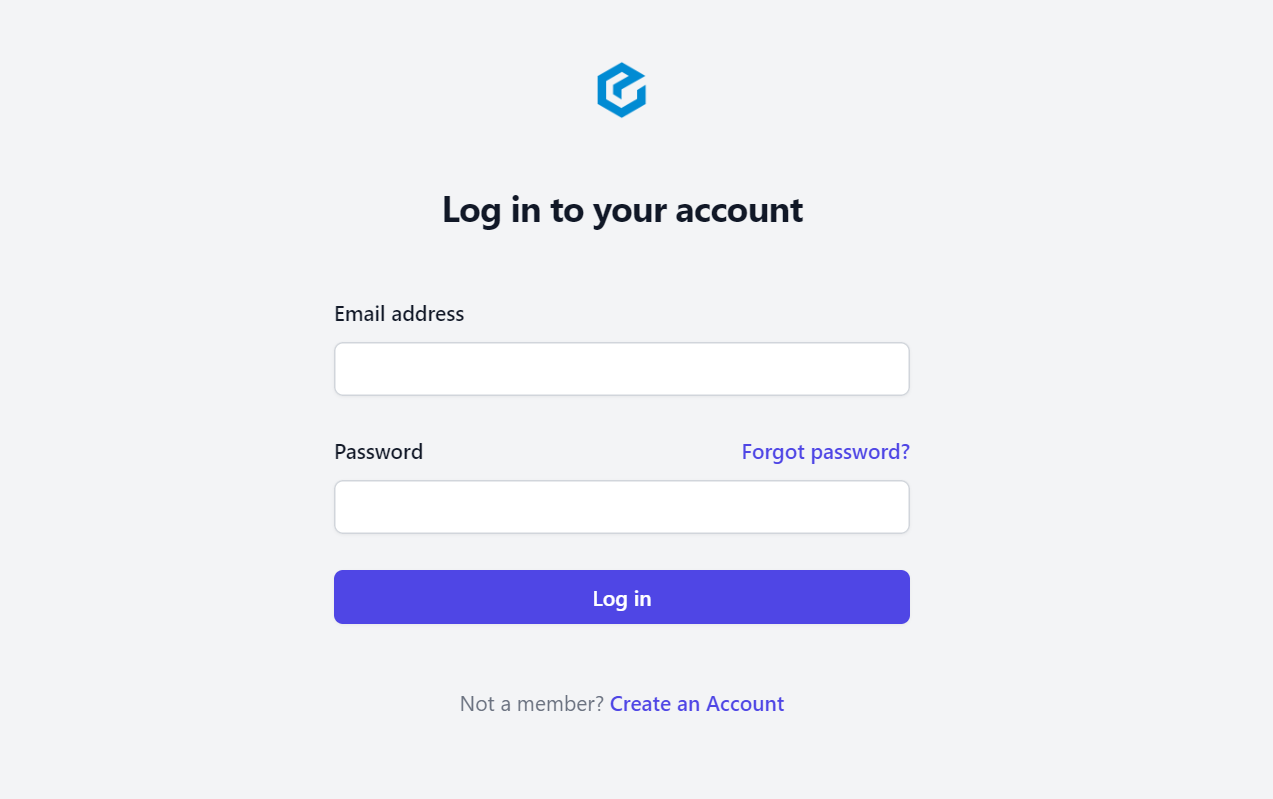 Log in to your account
Email address
Password Forgot password?
Log in
Not a member? Create an Account